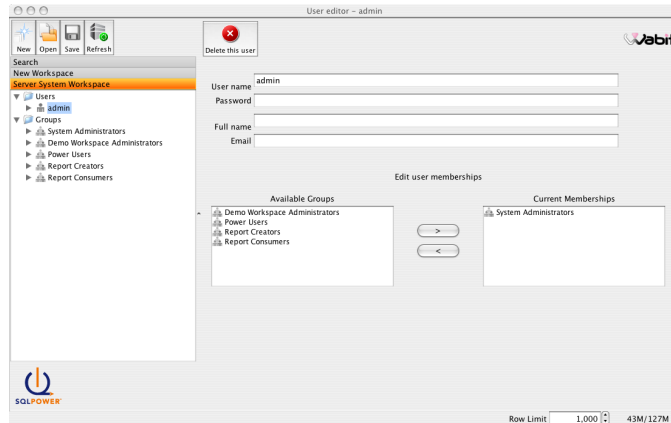 User editor - admin
New Open Save Refresh
Delete this user
Wabit
Search
New Workspace
Server System Workspace
Users
admin
Groups
System Administrators
Demo Workspace Administrators
Power Users
Report Creators
Report Consumers
User name admin
Password
Full name
Email
Edit user memberships
Available Groups
Demo Workspace Administrators
Power Users
Report Creators
Report Consumers
>
<
Current Memberships
System Administrators
SQLPOWER
Row Limit 1,000 43M/127M